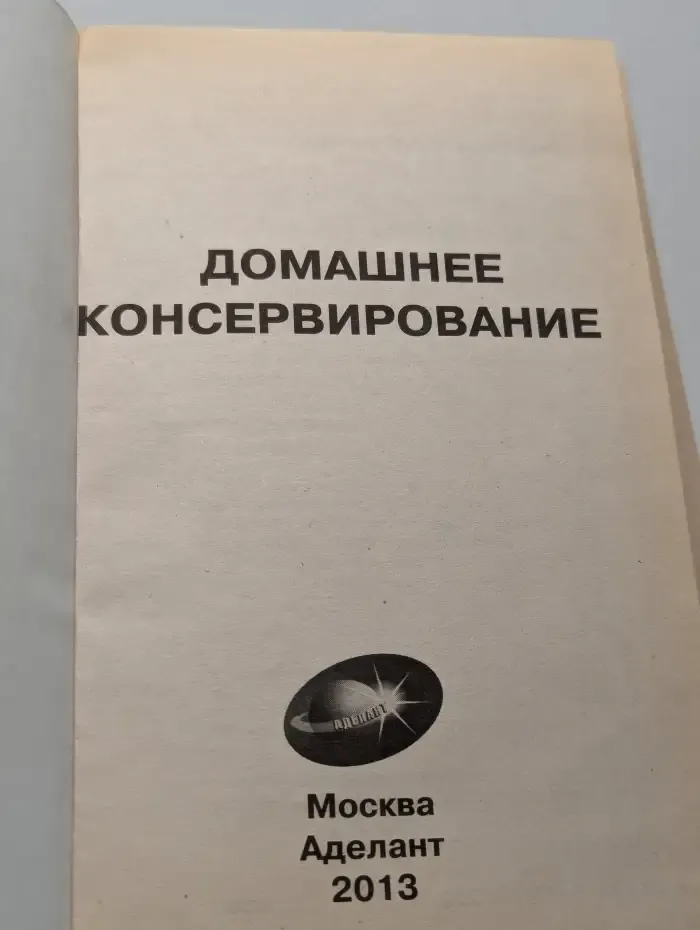 ДОМАШНЕЕ
КОНСЕРВИРОВАНИЕ
АДЕЛАНТ
Москва
Аделант
2013